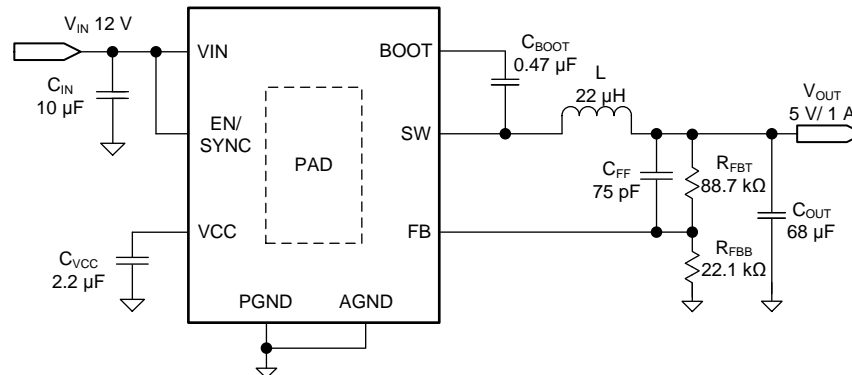 V_IN 12 V
C_IN
10 µF
VIN
EN/
SYNC
VCC
C_VCC
2.2 µF
PAD
PGND
AGND
BOOT
SW
FB
C_BOOT
0.47 µF
L
22 µH
C_FF
75 pF
R_FBT
88.7 kΩ
R_FBB
22.1 kΩ
C_OUT
68 µF
V_OUT
5 V/ 1 A